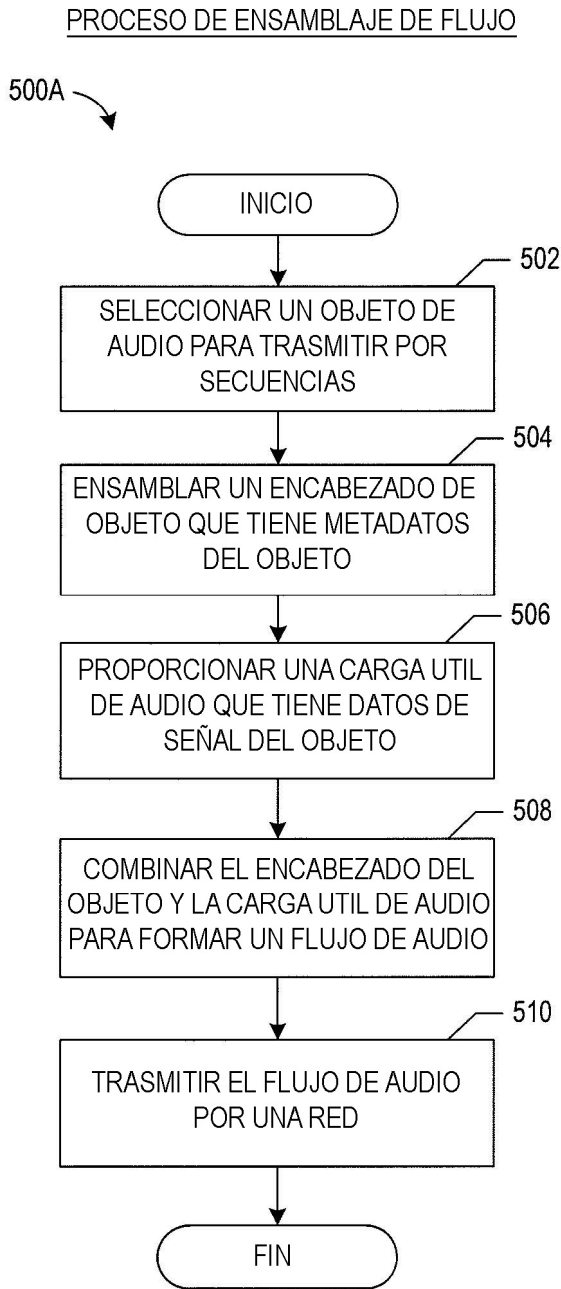 PROCESO DE ENSAMBLAJE DE FLUJO
500A
INICIO
502
SELECCIONAR UN OBJETO DE
AUDIO PARA TRASMITIR POR
SECUENCIAS
504
ENSAMBLAR UN ENCABEZADO DE
OBJETO QUE TIENE METADATOS
DEL OBJETO
506
PROPORCIONAR UNA CARGA UTIL
DE AUDIO QUE TIENE DATOS DE
SEÑAL DEL OBJETO
508
COMBINAR EL ENCABEZADO DEL
OBJETO Y LA CARGA UTIL DE AUDIO
PARA FORMAR UN FLUJO DE AUDIO
510
TRASMITIR EL FLUJO DE AUDIO
POR UNA RED
FIN